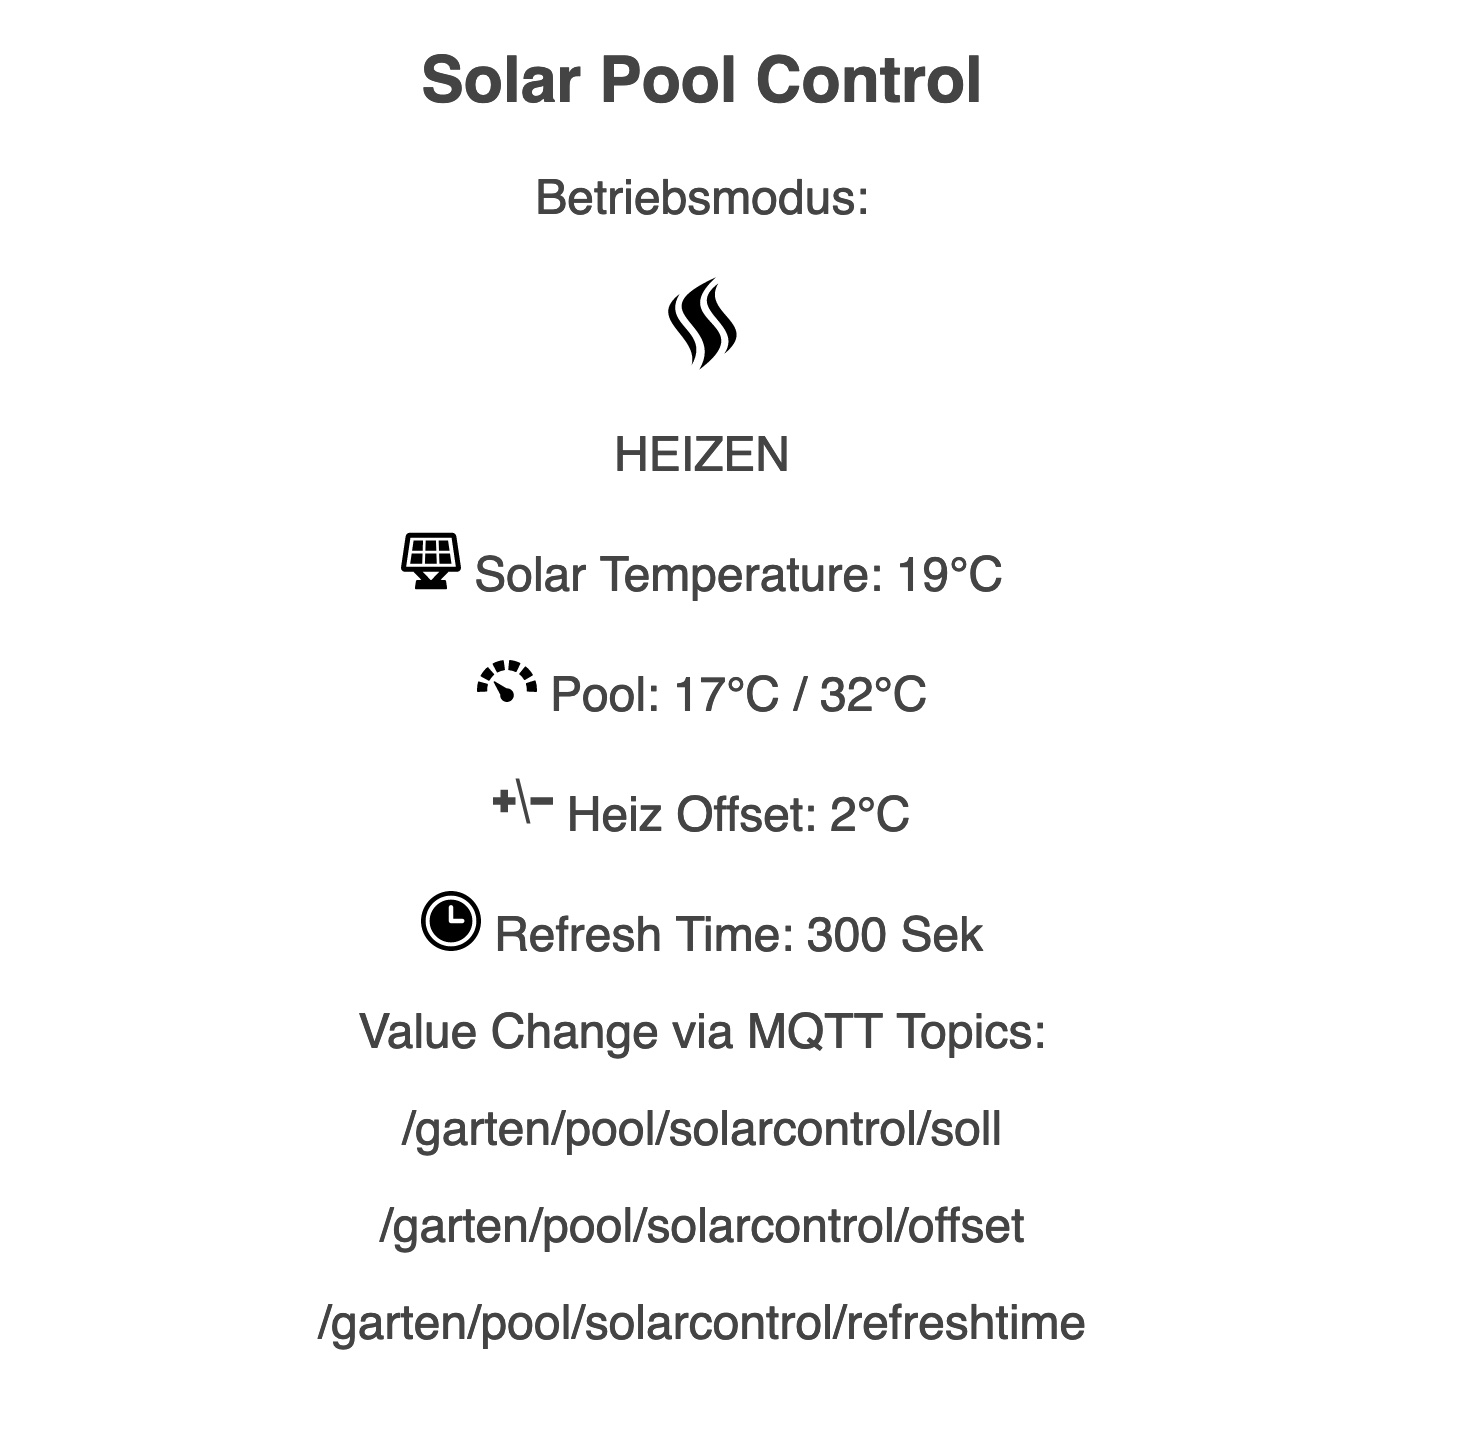 Solar Pool Control
Betriebsmodus:
HEIZEN
Solar Temperature: 19°C
Pool: 17°C / 32°C
+\- Heiz Offset: 2°C
Refresh Time: 300 Sek
Value Change via MQTT Topics:
/garten/pool/solarcontrol/soll
/garten/pool/solarcontrol/offset
/garten/pool/solarcontrol/refreshtime